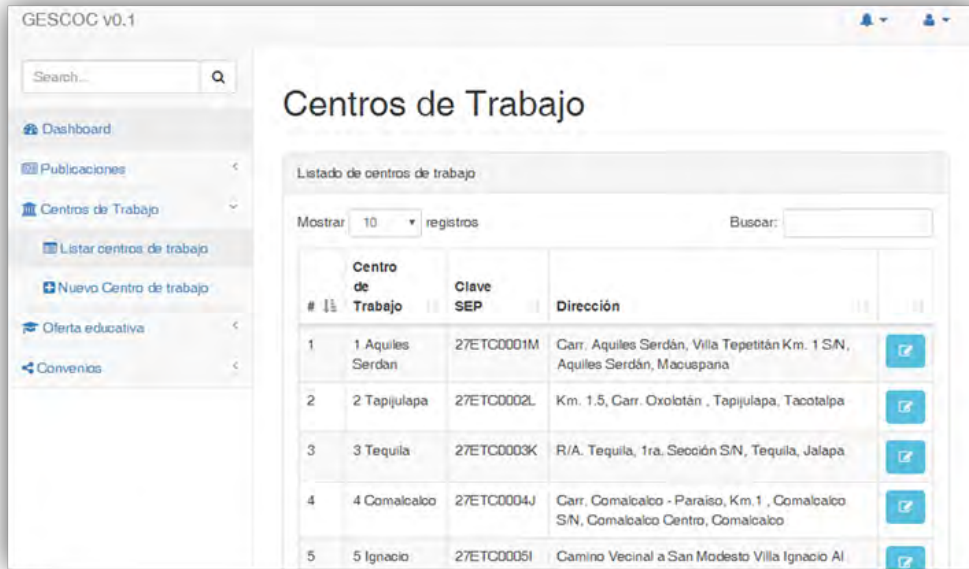 GESCOC v0.1
Search...
Dashboard
Publicaciones
Centros de Trabajo
Listar centros de trabajo
Nuevo Centro de trabajo
Oferta educativa
Convenios
Centros de Trabajo
Listado de centros de trabajo
Mostrar 10 registros
Buscar:
#
Centro
de
Trabajo
Clave
SEP
Dirección
1
1 Aquiles
Serdan
27ETC0001M
Carr. Aquiles Serdán, Villa Tepetitán Km. 1 S/N,
Aquiles Serdán, Macuspana
2
2 Tapijulapa
27ETC0002L
Km. 1.5, Carr. Oxolotán , Tapijulapa, Tacotalpa
3
3 Tequila
27ETC0003K
R/A. Tequila, 1ra. Sección S/N, Tequila, Jalapa
4
4 Comalcalco
27ETC0004J
Carr. Comalcalco - Paraiso, Km.1 , Comalcalco
S/N, Comalcalco Centro, Comalcalco
5
5 Ignacio
27ETC0005I
Camino Vecinal a San Modesto Villa Ignacio Al